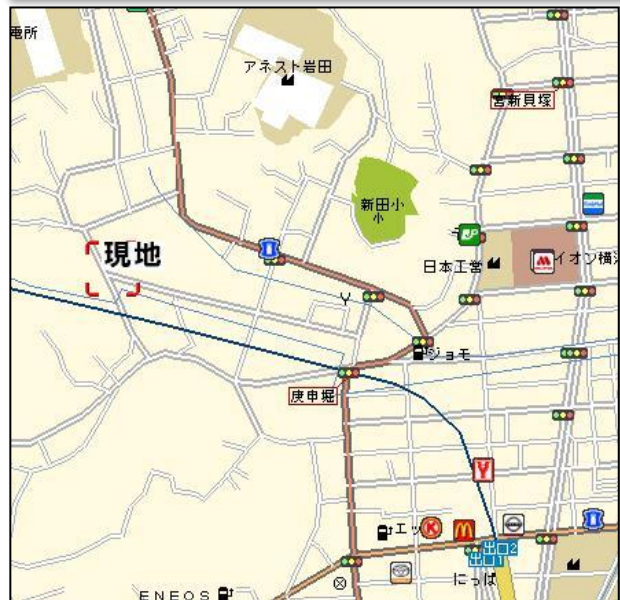 電所
アネスト岩田
宮新貝塚
新田小
小
現地
日本工営
イオン横
ジョモ
庚申堀
エッ
出口2
出口1
にっぱ
ENEOS